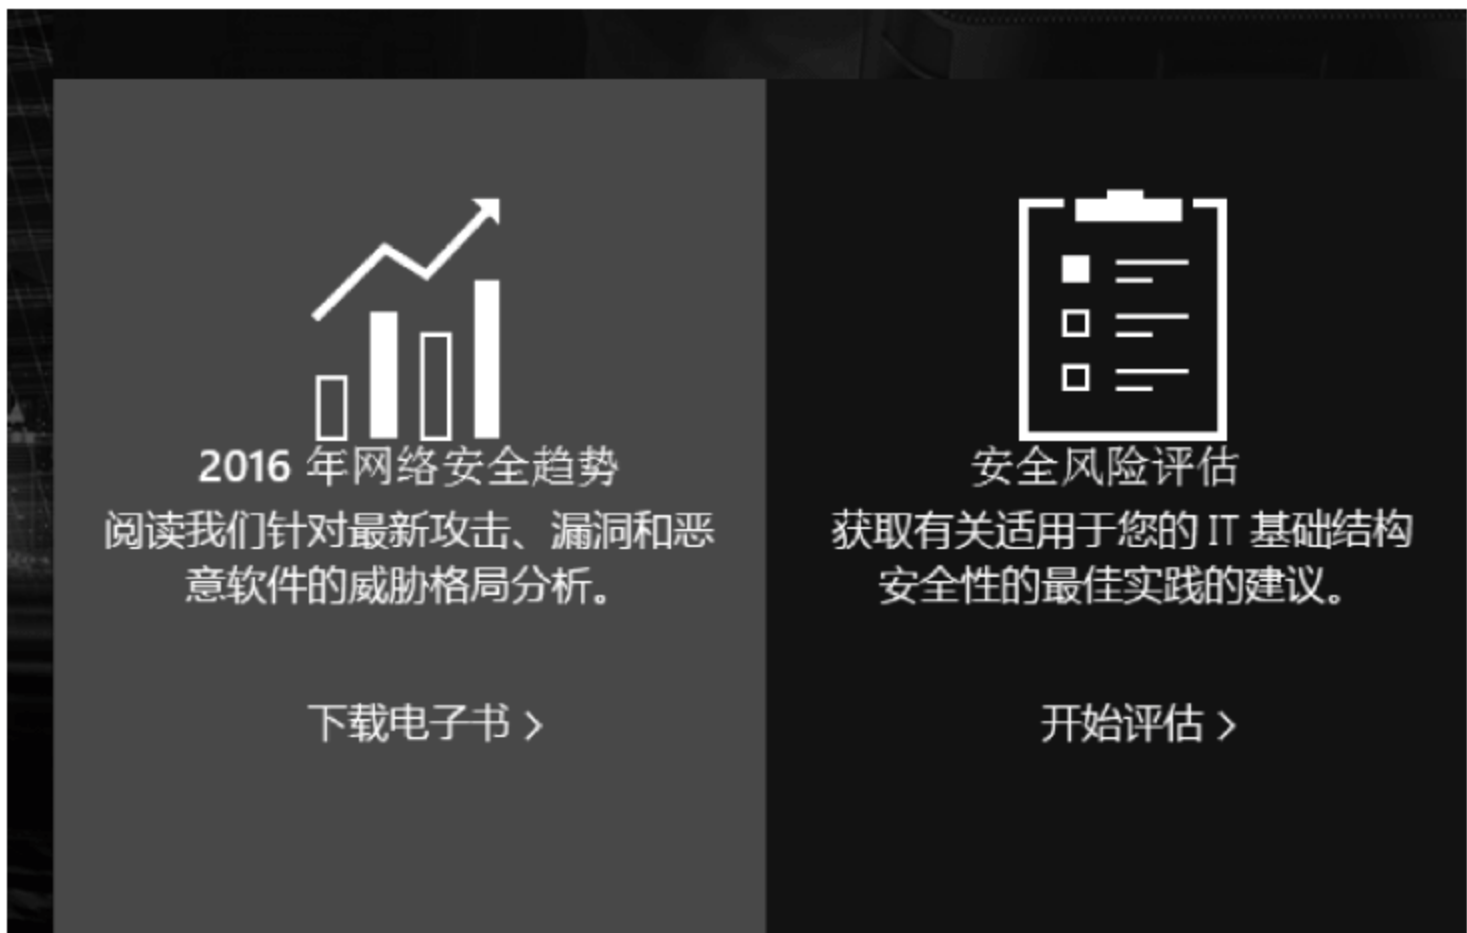 2016 年网络安全趋势
阅读我们针对最新攻击、漏洞和恶
意软件的威胁格局分析。
下载电子书 >
安全风险评估
获取有关适用于您的 IT 基础结构
安全性的最佳实践的建议。
开始评估 >